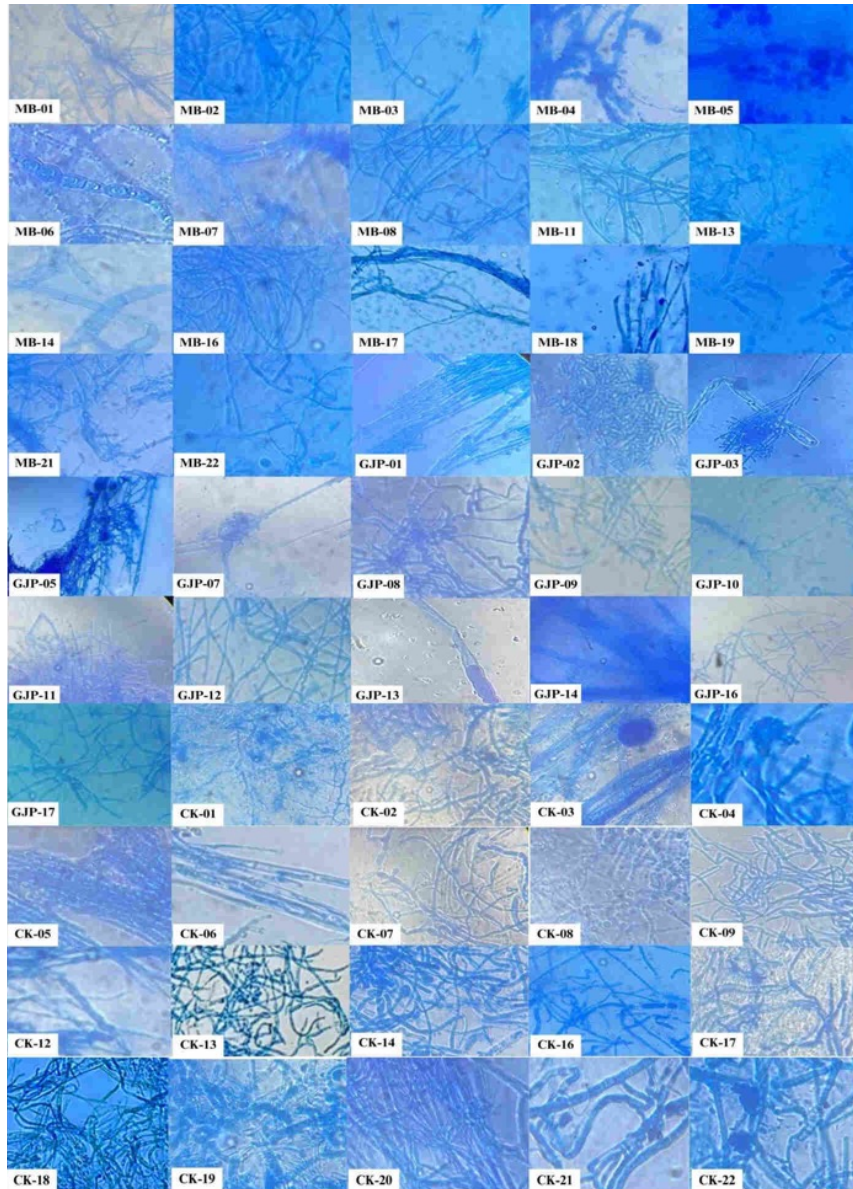 MB-01 MB-02 MB-03 MB-04 MB-05
MB-06 MB-07 MB-08 MB-11 MB-13
MB-14 MB-16 MB-17 MB-18 MB-19
MB-21 MB-22 GJP-01 GJP-02 GJP-03
GJP-05 GJP-07 GJP-08 GJP-09 GJP-10
GJP-11 GJP-12 GJP-13 GJP-14 GJP-16
GJP-17 CK-01 CK-02 CK-03 CK-04
CK-05 CK-06 CK-07 CK-08 CK-09
CK-12 CK-13 CK-14 CK-16 CK-17
CK-18 CK-19 CK-20 CK-21 CK-22